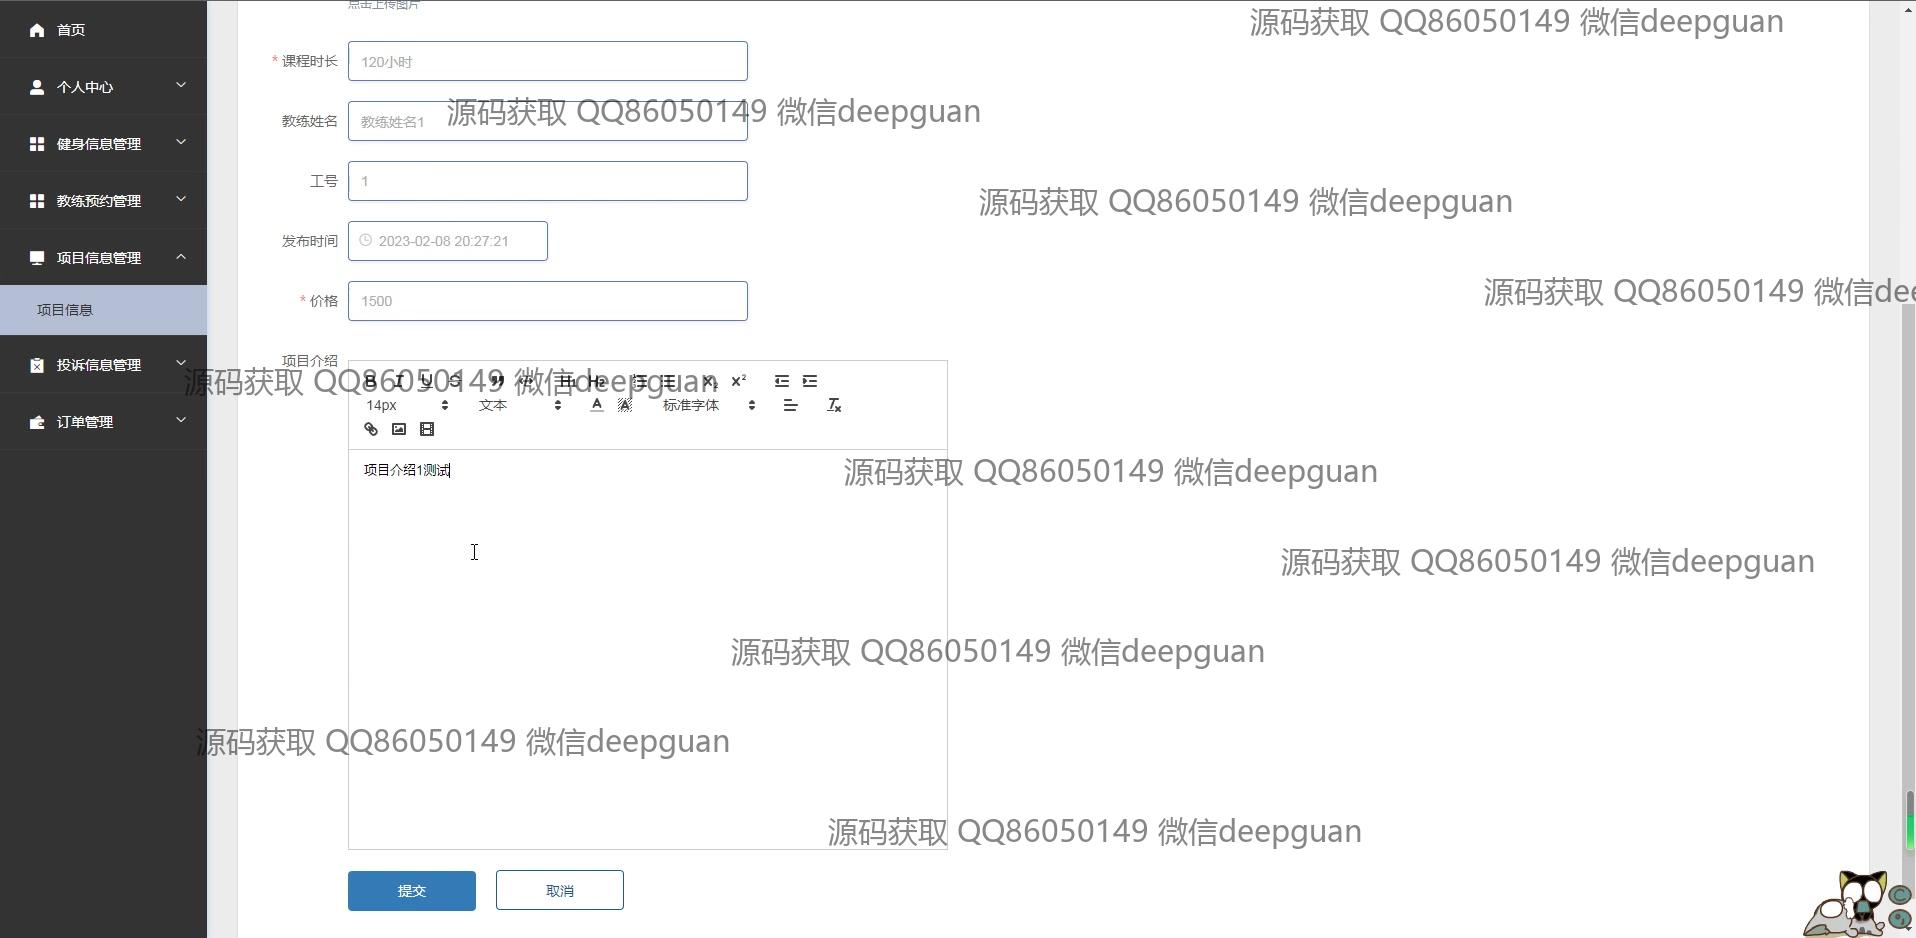 点击上传图片
首页
源码获取 QQ86050149 微信deepguan
* 课程时长 120小时
个人中心
教练姓名 教练姓名1
源码获取 QQ86050149 微信deepguan
健身信息管理
工号 1
教练预约管理
源码获取 QQ86050149 微信deepguan
发布时间 2023-02-08 20:27:21
项目信息管理
* 价格 1500
源码获取 QQ86050149 微信dee
项目信息
项目介绍
投诉信息管理
源码获取 QQ86050149 微信deepguan
B I U S H1 H2 X₂ X²
14px 文本 A A 标准字体 Tx
订单管理
项目介绍1测试
源码获取 QQ86050149 微信deepguan
源码获取 QQ86050149 微信deepguan
源码获取 QQ86050149 微信deepguan
源码获取 QQ86050149 微信deepguan
源码获取 QQ86050149 微信deepguan
提交 取消